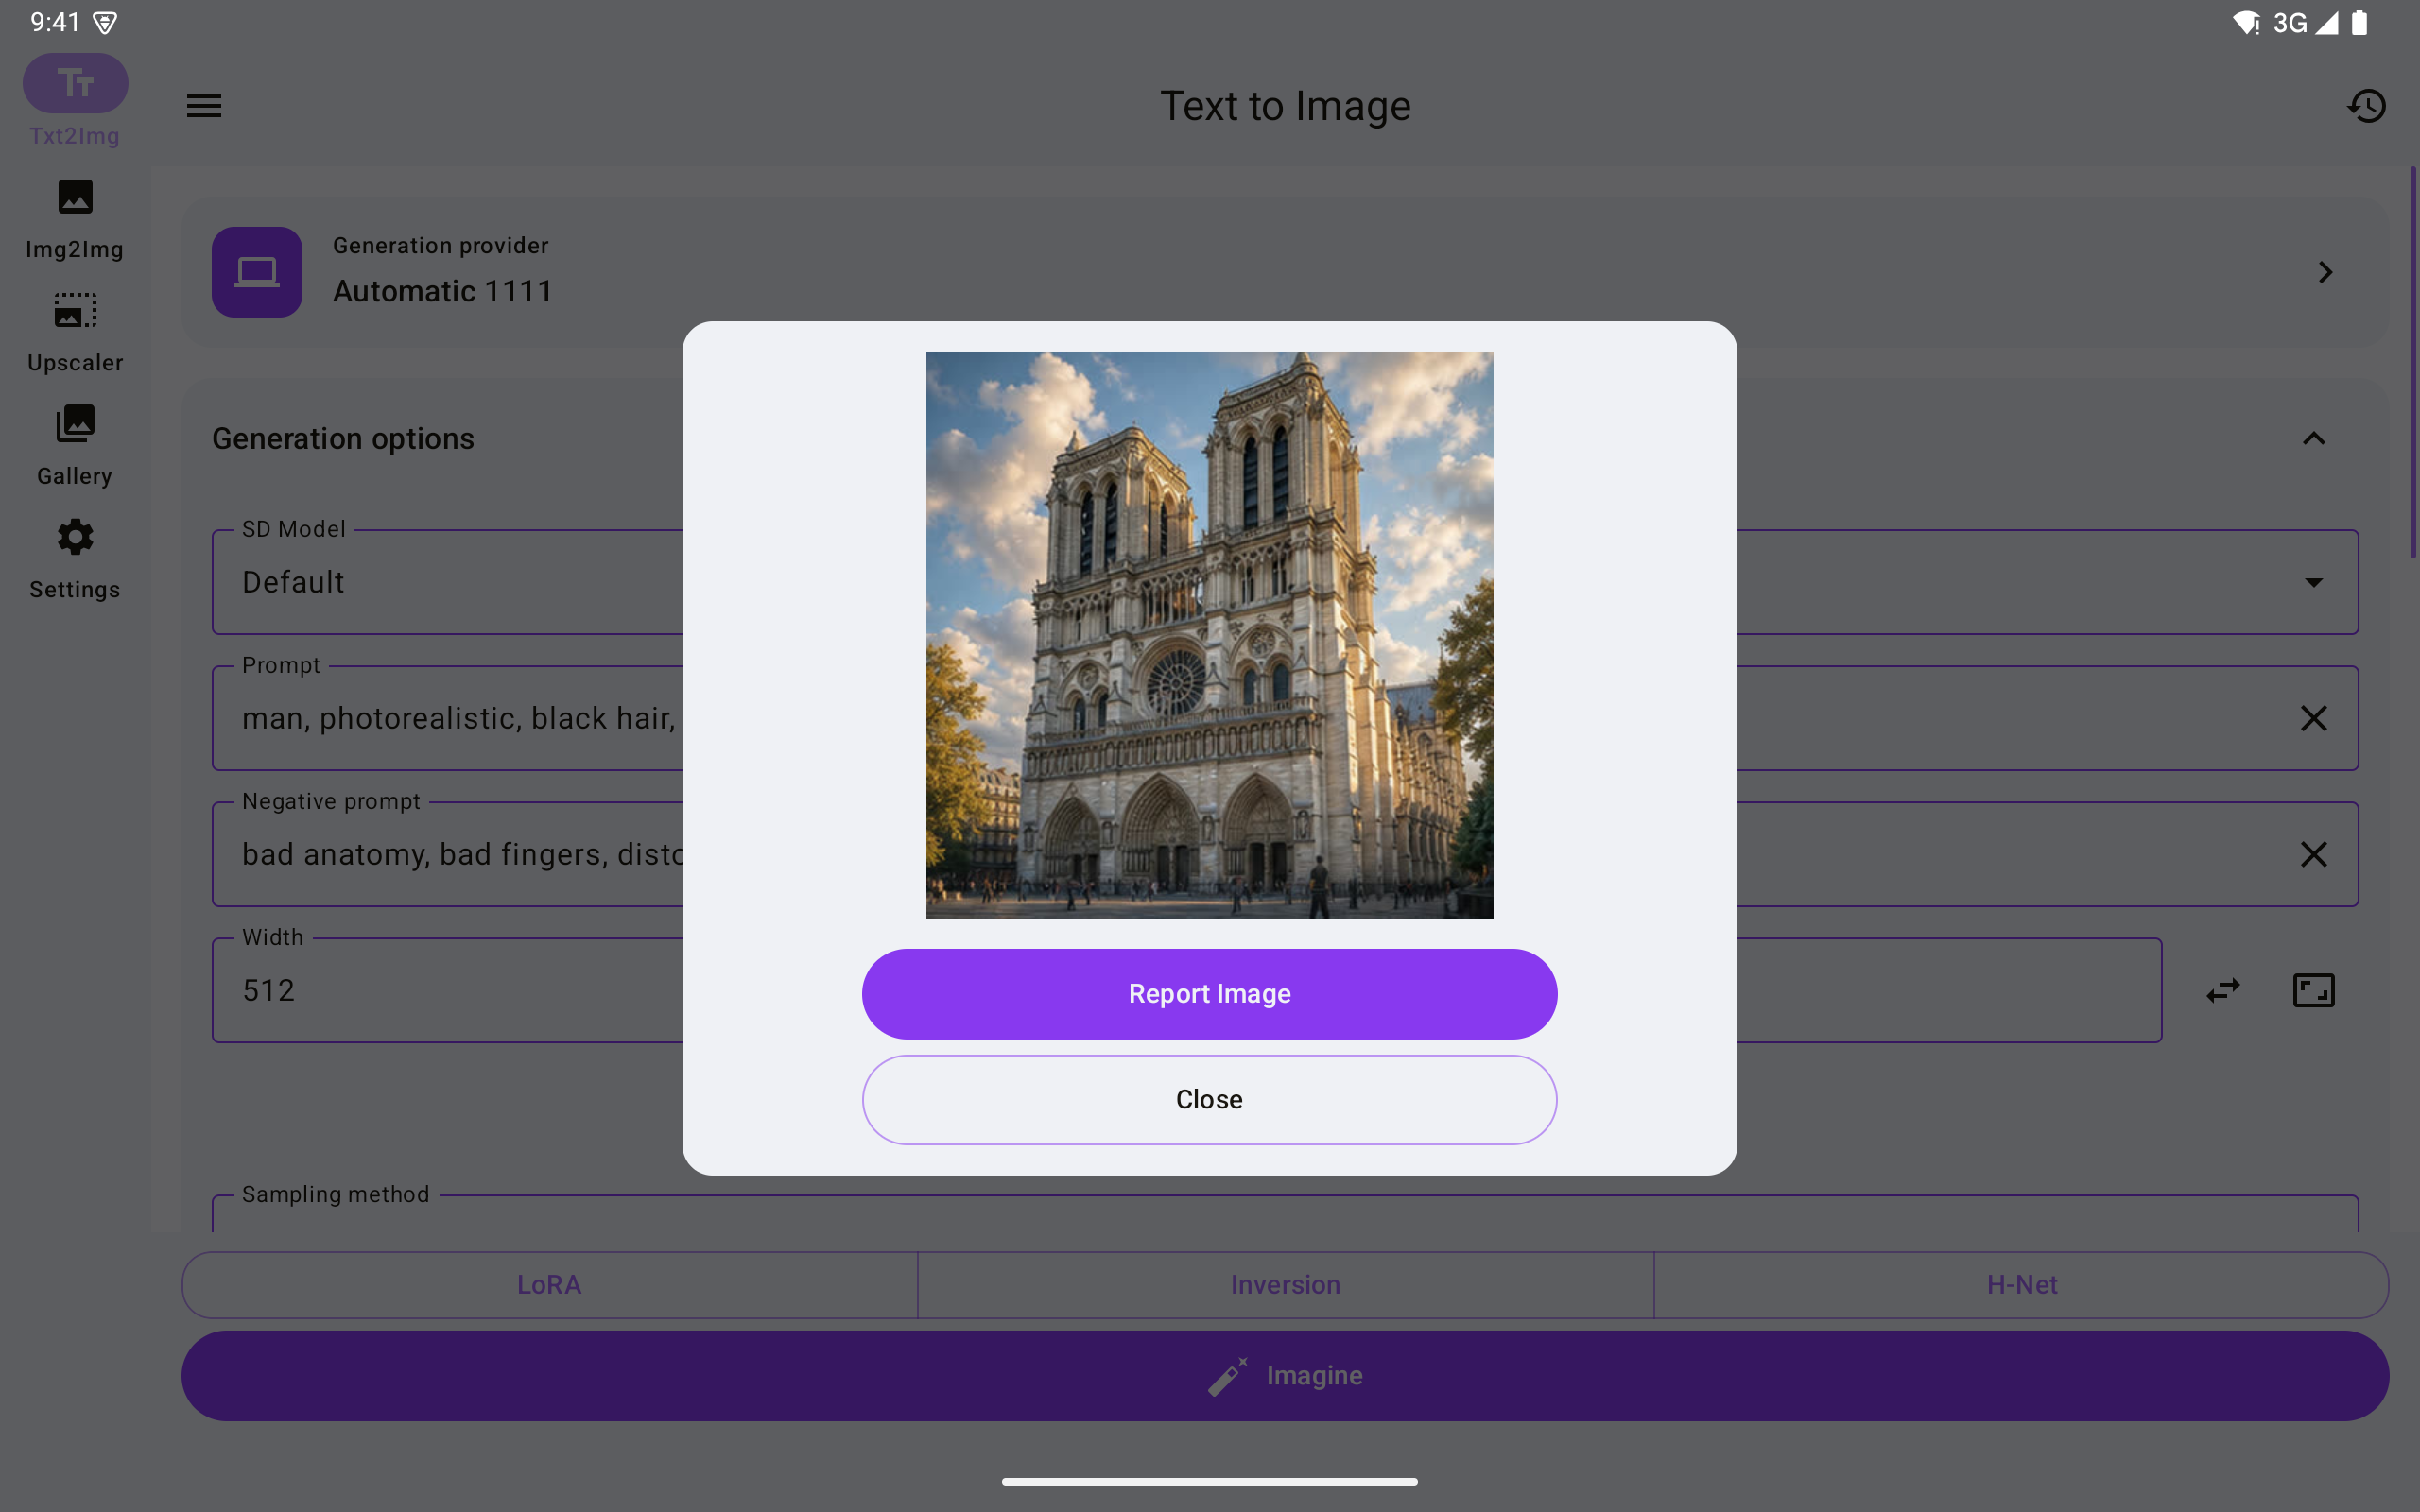 9:41
3G
Txt2Img
Img2Img
Upscaler
Gallery
Settings
Text to Image
Generation provider
Automatic 1111
Generation options
SD Model
Default
Prompt
man, photorealistic, black hair,
Negative prompt
bad anatomy, bad fingers,
Width
512
Report Image
Close
Sampling method
LoRA
Inversion
H-Net
Imagine